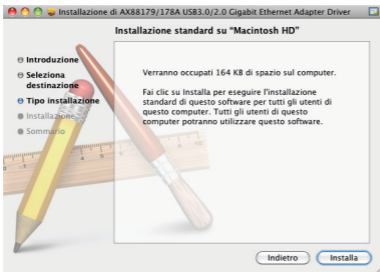 Installazione di AX88179/178A USB3.0/2.0 Gigabit Ethernet Adapter Driver
Installazione standard su "Macintosh HD"
Introduzione
Seleziona
destinazione
Tipo installazione
Installazione
Sommario
Verranno occupati 164 KB di spazio sul computer.
Fai clic su Installa per eseguire l'installazione
standard di questo software per tutti gli utenti di
questo computer. Tutti gli utenti di questo
computer potranno utilizzare questo software.
Indietro
Installa